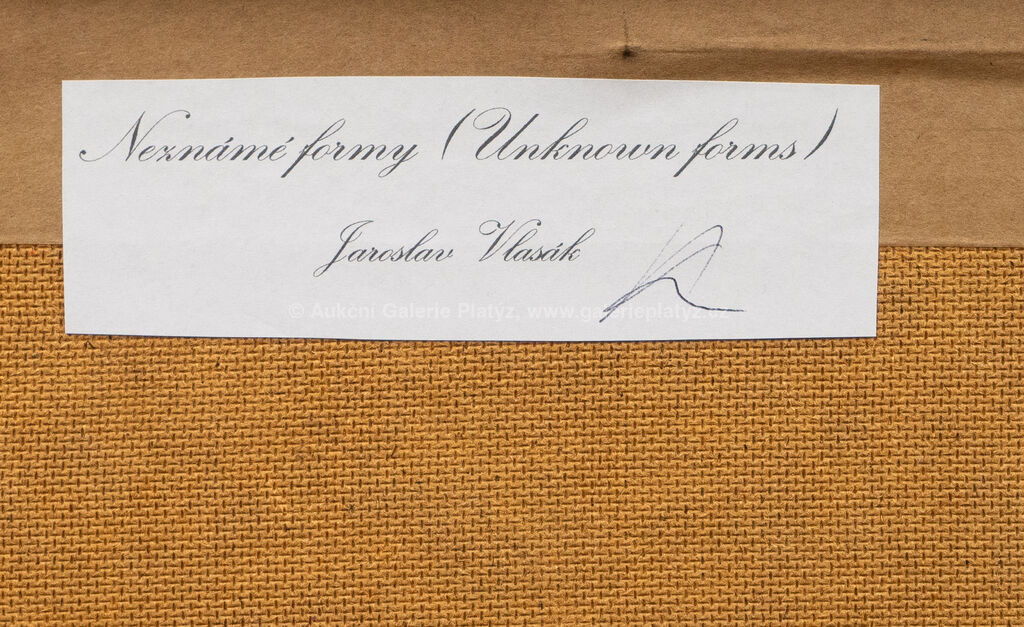 Neznámé formy (Unknown forms)
Jaroslav Vlasák
© Aukční Galerie Platýz, www.galerieplatyz.cz